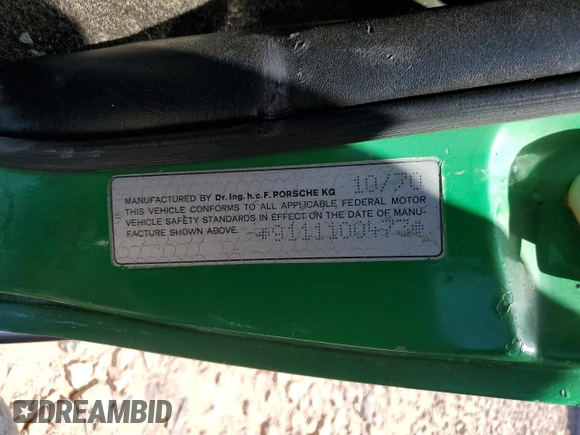 10/70
MANUFACTURED BY Dr. Ing. h. c. F. PORSCHE KG
THIS VEHICLE CONFORMS TO ALL APPLICABLE FEDERAL MOTOR
VEHICLE SAFETY STANDARDS IN EFFECT ON THE DATE OF MANU-
FACTURE SHOWN ABOVE. *9111100472*
DREAMBID